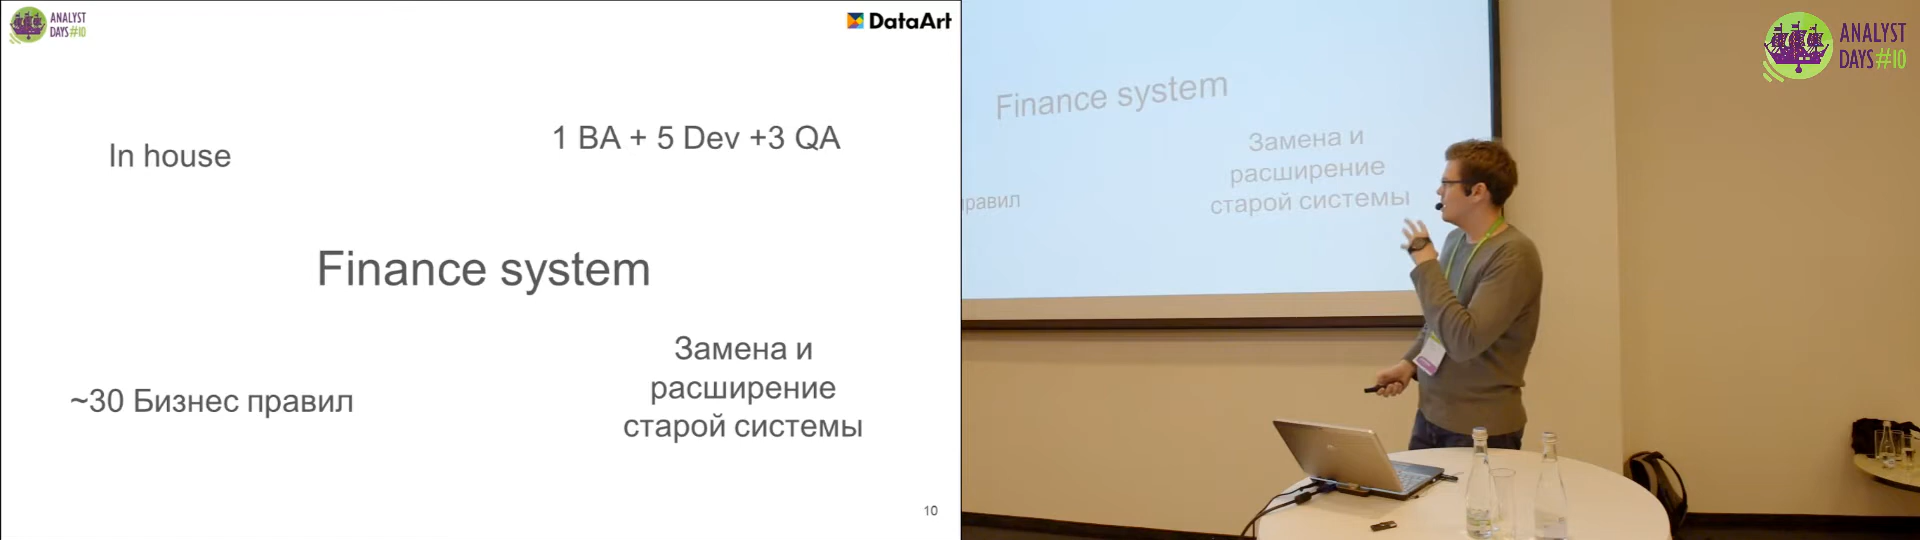 ANALYST
DAYS#10
DataArt
In house
1 BA + 5 Dev +3 QA
Finance system
~30 Бизнес правил
Замена и
расширение
старой системы
10
Finance system
Замена и
расширение
старой системы
правил
ANALYST
DAYS#10